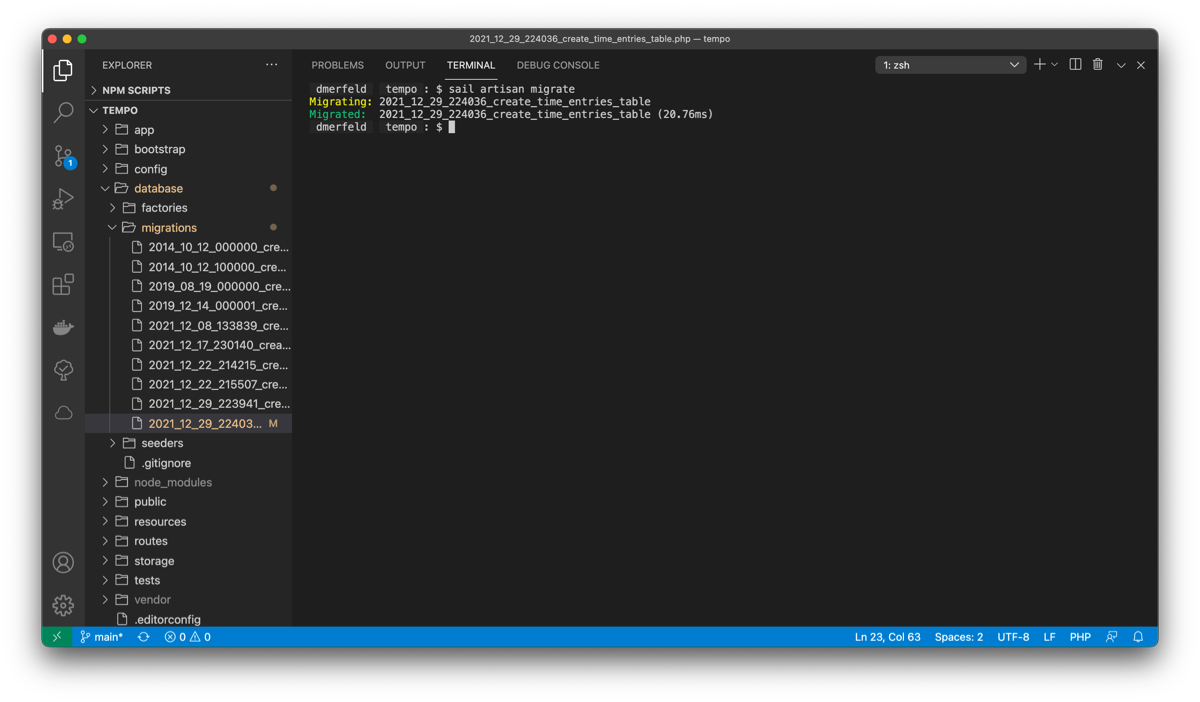 2021_12_29_224036_create_time_entries_table.php — tempo
EXPLORER
NPM SCRIPTS
TEMPO
app
bootstrap
config
database
factories
migrations
2014_10_12_000000_cre...
2014_10_12_100000_cre...
2019_08_19_000000_cre...
2019_12_14_000001_cre...
2021_12_08_133839_cre...
2021_12_17_230140_crea...
2021_12_22_214215_cre...
2021_12_22_215507_cre...
2021_12_29_223941_cre...
2021_12_29_22403... M
seeders
.gitignore
node_modules
public
resources
routes
storage
tests
vendor
.editorconfig
1
PROBLEMS OUTPUT TERMINAL DEBUG CONSOLE 1: zsh
dmerfeld tempo : $ sail artisan migrate
Migrating: 2021_12_29_224036_create_time_entries_table
Migrated: 2021_12_29_224036_create_time_entries_table (20.76ms)
dmerfeld tempo : $
main* 0 0 Ln 23, Col 63 Spaces: 2 UTF-8 LF PHP